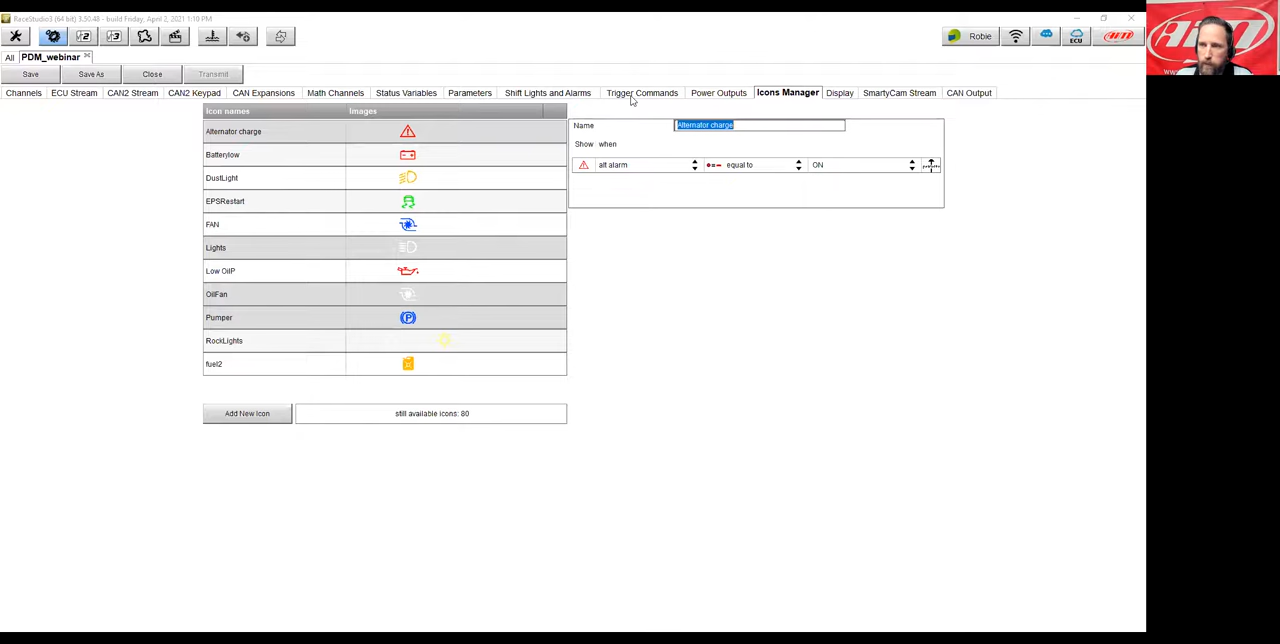 RaceStudio3 (64 bit) 3.50.48 - build Friday, April 2, 2021 1:10 PM
2 3 Robie ECU AiM
All PDM_webinar
Save Save As Close Transmit
Channels ECU Stream CAN2 Stream CAN2 Keypad CAN Expansions Math Channels Status Variables Parameters Shift Lights and Alarms Trigger Commands Power Outputs Icons Manager Display SmartyCam Stream CAN Output
Icon names Images
Name Alternator charge
Alternator charge
Show when
Batterylow
alt alarm equal to ON
DustLight
EPSRestart
FAN
Lights
Low OilP
OilFan
Pumper
RockLights
fuel2
Add New Icon still available icons: 80